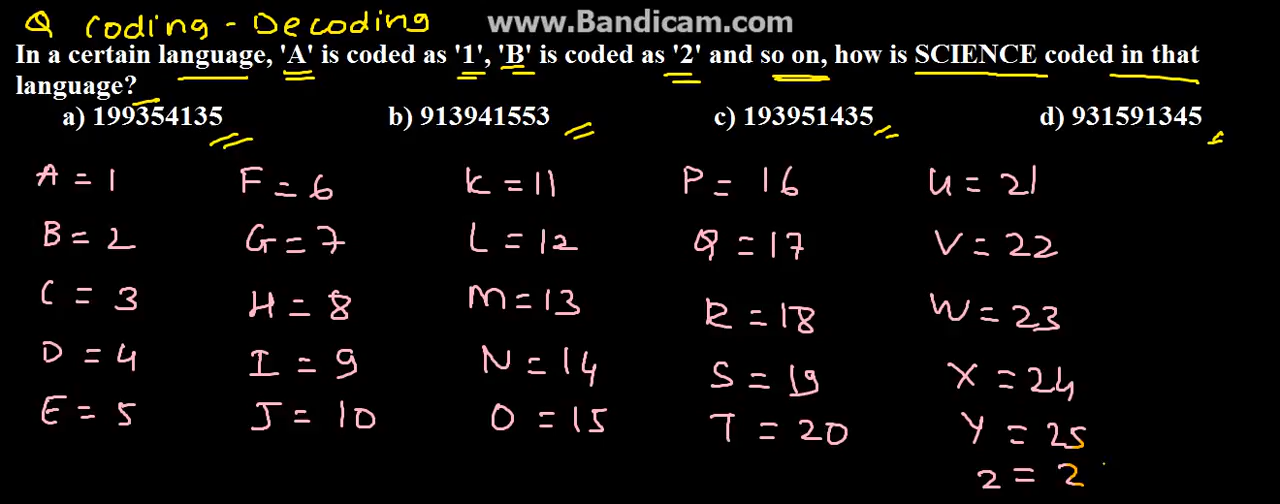 Q Coding - Decoding
www.Bandicam.com
In a certain language, 'A' is coded as '1', 'B' is coded as '2' and so on, how is SCIENCE coded in that
language?
a) 199354135 b) 913941553 c) 193951435 d) 931591345
A = 1 F = 6 K = 11 P = 16 U = 21
B = 2 G = 7 L = 12 Q = 17 V = 22
C = 3 H = 8 M = 13 R = 18 W = 23
D = 4 I = 9 N = 14 S = 19 X = 24
E = 5 J = 10 O = 15 T = 20 Y = 25
Z = 2